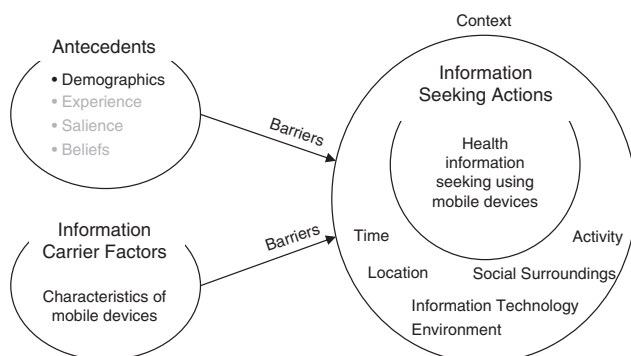 Antecedents
• Demographics
• Experience
• Salience
• Beliefs
Barriers
Information
Carrier Factors
Characteristics of
mobile devices
Barriers
Context
Information
Seeking Actions
Health
information
seeking using
mobile devices
Time
Activity
Location
Social Surroundings
Information Technology
Environment